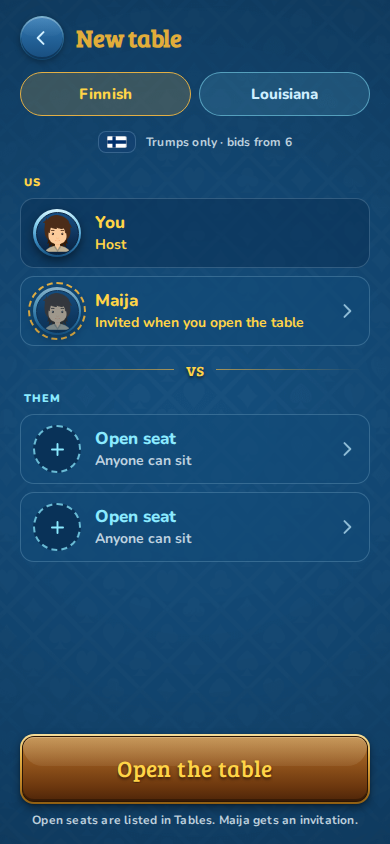 New table
Finnish
Louisiana
Trumps only · bids from 6
US
You
Host
Maija
Invited when you open the table
VS
THEM
Open seat
Anyone can sit
Open seat
Anyone can sit
Open the table
Open seats are listed in Tables. Maija gets an invitation.